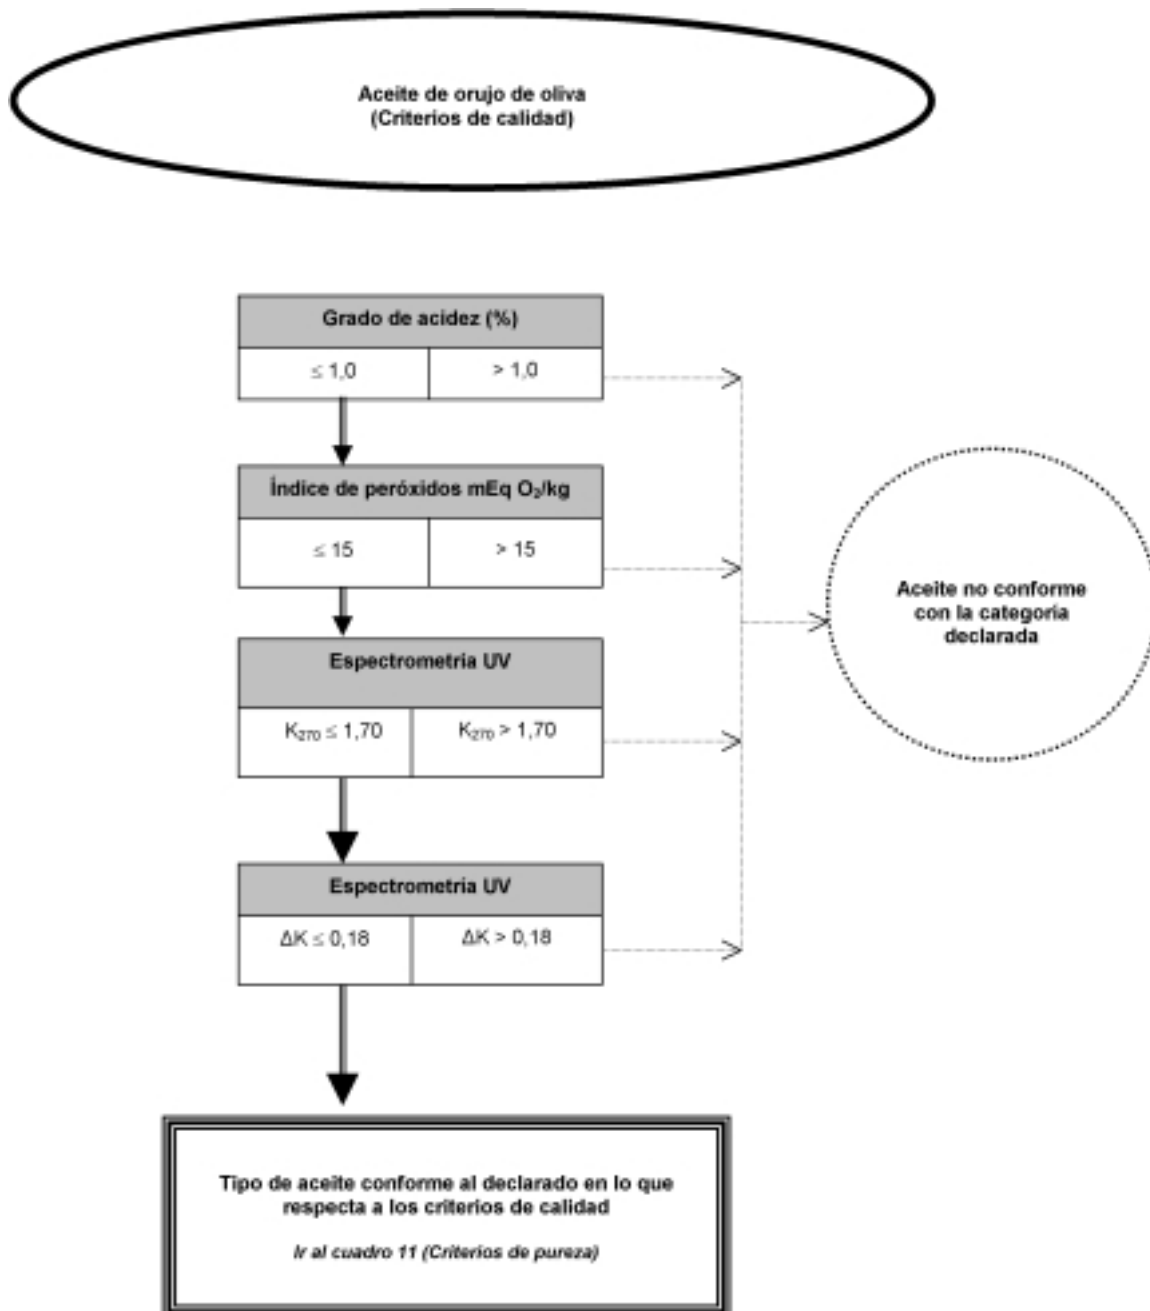 Aceite de orujo de oliva
(Criterios de calidad)
Grado de acidez (%)
≤ 1,0 > 1,0
Índice de peróxidos mEq O₂/kg
≤ 15 > 15
Espectrometría UV
K₂₇₀ ≤ 1,70 K₂₇₀ > 1,70
Espectrometría UV
ΔK ≤ 0,18 ΔK > 0,18
Aceite no conforme
con la categoría
declarada
Tipo de aceite conforme al declarado en lo que
respecta a los criterios de calidad
Ir al cuadro 11 (Criterios de pureza)